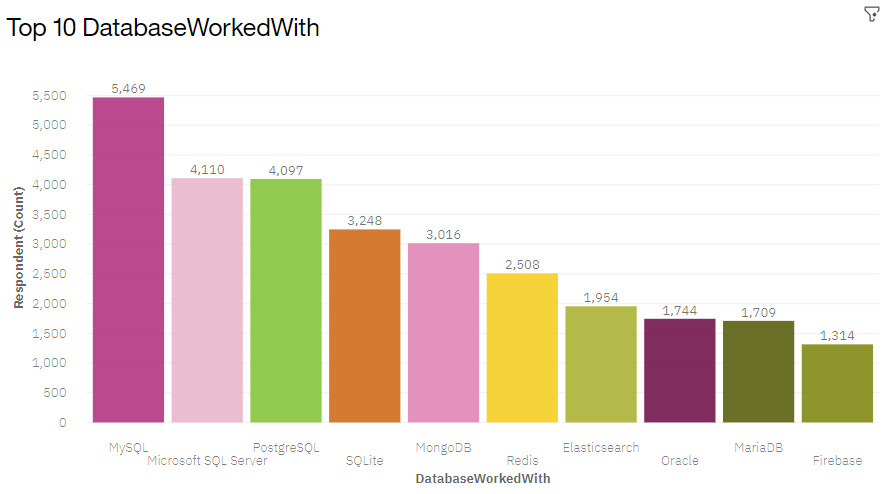 Top 10 DatabaseWorkedWith
5,469
4,110
4,097
3,248
3,016
2,508
1,954
1,744
1,709
1,314
5,500
5,000
4,500
4,000
3,500
3,000
2,500
2,000
1,500
1,000
500
0
Respondent (Count)
MySQL
Microsoft SQL Server
PostgreSQL
SQLite
MongoDB
Redis
Elasticsearch
Oracle
MariaDB
Firebase
DatabaseWorkedWith